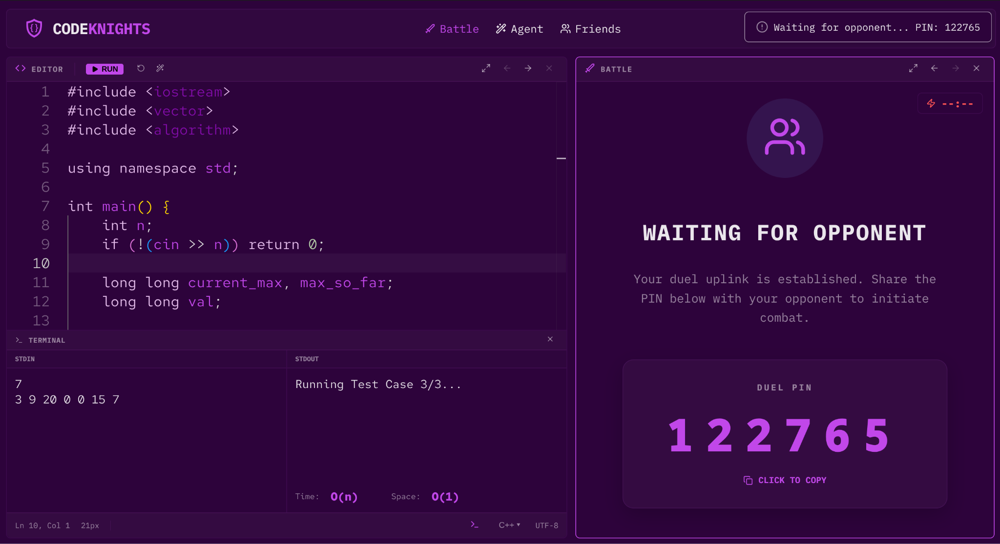 CODEKNIGHTS
Battle
Agent
Friends
Waiting for opponent... PIN: 122765
EDITOR
RUN
1 #include <iostream>
2 #include <vector>
3 #include <algorithm>
4
5 using namespace std;
6
7 int main() {
8     int n;
9     if (!(cin >> n)) return 0;
10
11     long long current_max, max_so_far;
12     long long val;
13
>_ TERMINAL
STDIN
7
3 9 20 0 0 15 7
STDOUT
Running Test Case 3/3...
Time: O(n) Space: O(1)
Ln 10, Col 1 21px
>_ C++ ▾ UTF-8
BATTLE
--:--
WAITING FOR OPPONENT
Your duel uplink is established. Share the
PIN below with your opponent to initiate
combat.
DUEL PIN
122765
CLICK TO COPY